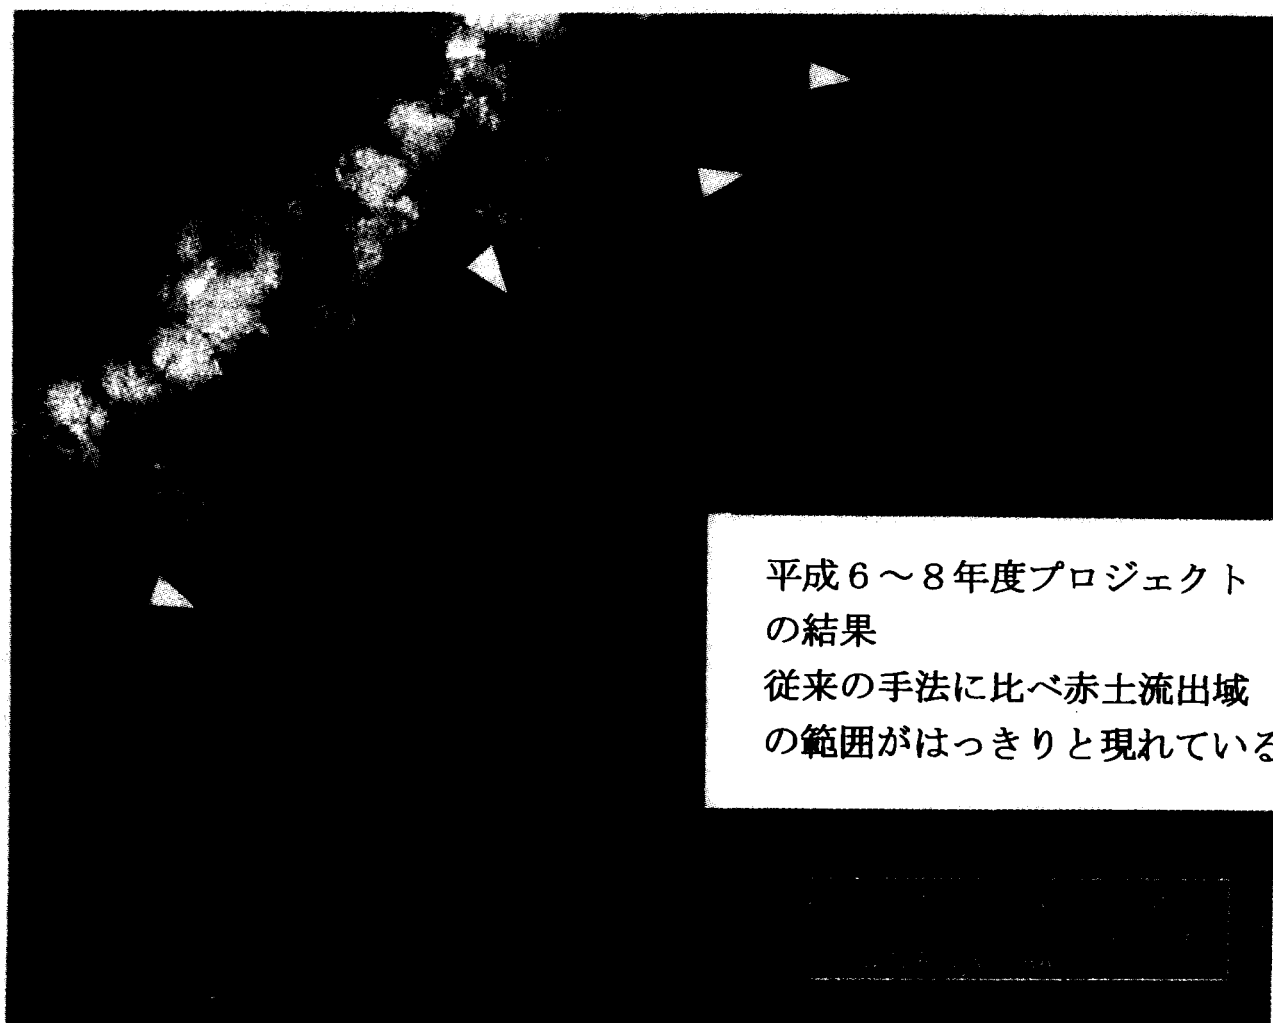 平成６～８年度プロジェクト
の結果
従来の手法に比べ赤土流出域
の範囲がはっきりと現れている